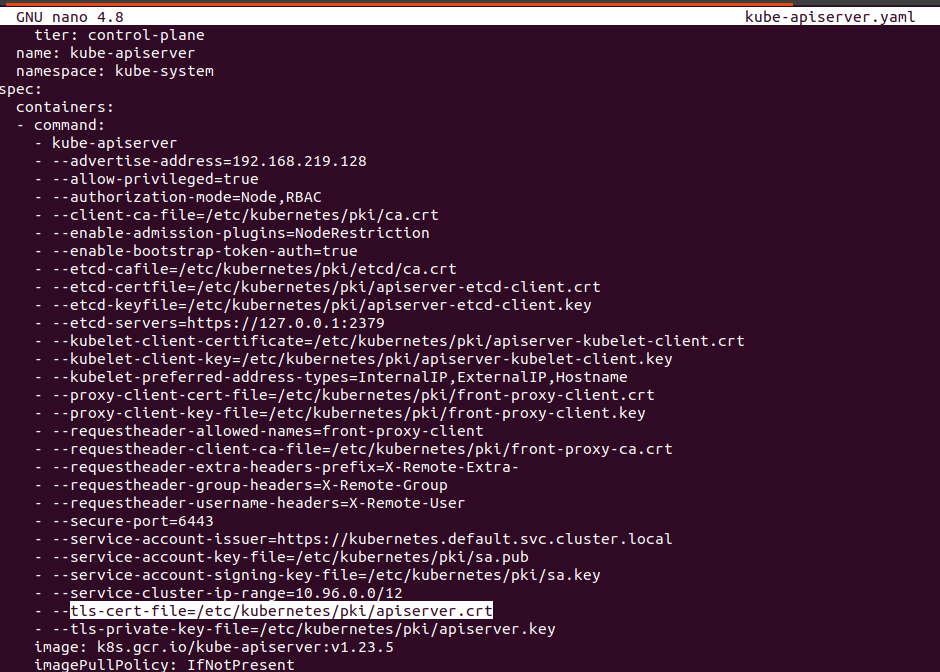 GNU nano 4.8 kube-apiserver.yaml
tier: control-plane
name: kube-apiserver
namespace: kube-system
spec:
containers:
- command:
- kube-apiserver
- --advertise-address=192.168.219.128
- --allow-privileged=true
- --authorization-mode=Node,RBAC
- --client-ca-file=/etc/kubernetes/pki/ca.crt
- --enable-admission-plugins=NodeRestriction
- --enable-bootstrap-token-auth=true
- --etcd-cafile=/etc/kubernetes/pki/etcd/ca.crt
- --etcd-certfile=/etc/kubernetes/pki/apiserver-etcd-client.crt
- --etcd-keyfile=/etc/kubernetes/pki/apiserver-etcd-client.key
- --etcd-servers=https://127.0.0.1:2379
- --kubelet-client-certificate=/etc/kubernetes/pki/apiserver-kubelet-client.crt
- --kubelet-client-key=/etc/kubernetes/pki/apiserver-kubelet-client.key
- --kubelet-preferred-address-types=InternalIP,ExternalIP,Hostname
- --proxy-client-cert-file=/etc/kubernetes/pki/front-proxy-client.crt
- --proxy-client-key-file=/etc/kubernetes/pki/front-proxy-client.key
- --requestheader-allowed-names=front-proxy-client
- --requestheader-client-ca-file=/etc/kubernetes/pki/front-proxy-ca.crt
- --requestheader-extra-headers-prefix=X-Remote-Extra-
- --requestheader-group-headers=X-Remote-Group
- --requestheader-username-headers=X-Remote-User
- --secure-port=6443
- --service-account-issuer=https://kubernetes.default.svc.cluster.local
- --service-account-key-file=/etc/kubernetes/pki/sa.pub
- --service-account-signing-key-file=/etc/kubernetes/pki/sa.key
- --service-cluster-ip-range=10.96.0.0/12
- --tls-cert-file=/etc/kubernetes/pki/apiserver.crt
- --tls-private-key-file=/etc/kubernetes/pki/apiserver.key
image: k8s.gcr.io/kube-apiserver:v1.23.5
imagePullPolicy: IfNotPresent